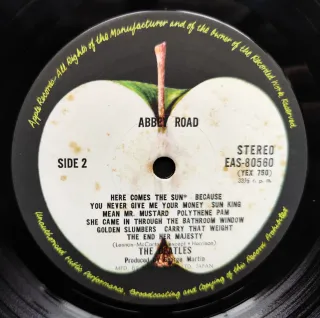 Apple Records · All Rights of the Manufacturer and of the Owner of the Recorded Work Reserved
ABBEY ROAD
SIDE 2
STEREO
EAS-80560
(YEX 750)
HERE COMES THE SUN* BECAUSE
YOU NEVER GIVE ME YOUR MONEY SUN KING
MEAN MR. MUSTARD POLYTHENE PAM
SHE CAME IN THROUGH THE BATHROOM WINDOW
GOLDEN SLUMBERS CARRY THAT WEIGHT
THE END HER MAJESTY
(Lennon-McCartney except * Harrison)
THE BEATLES
Produced George Martin
MFD. JAPAN
Unauthorised Public Performance, Broadcasting and Copying of this Record Prohibited